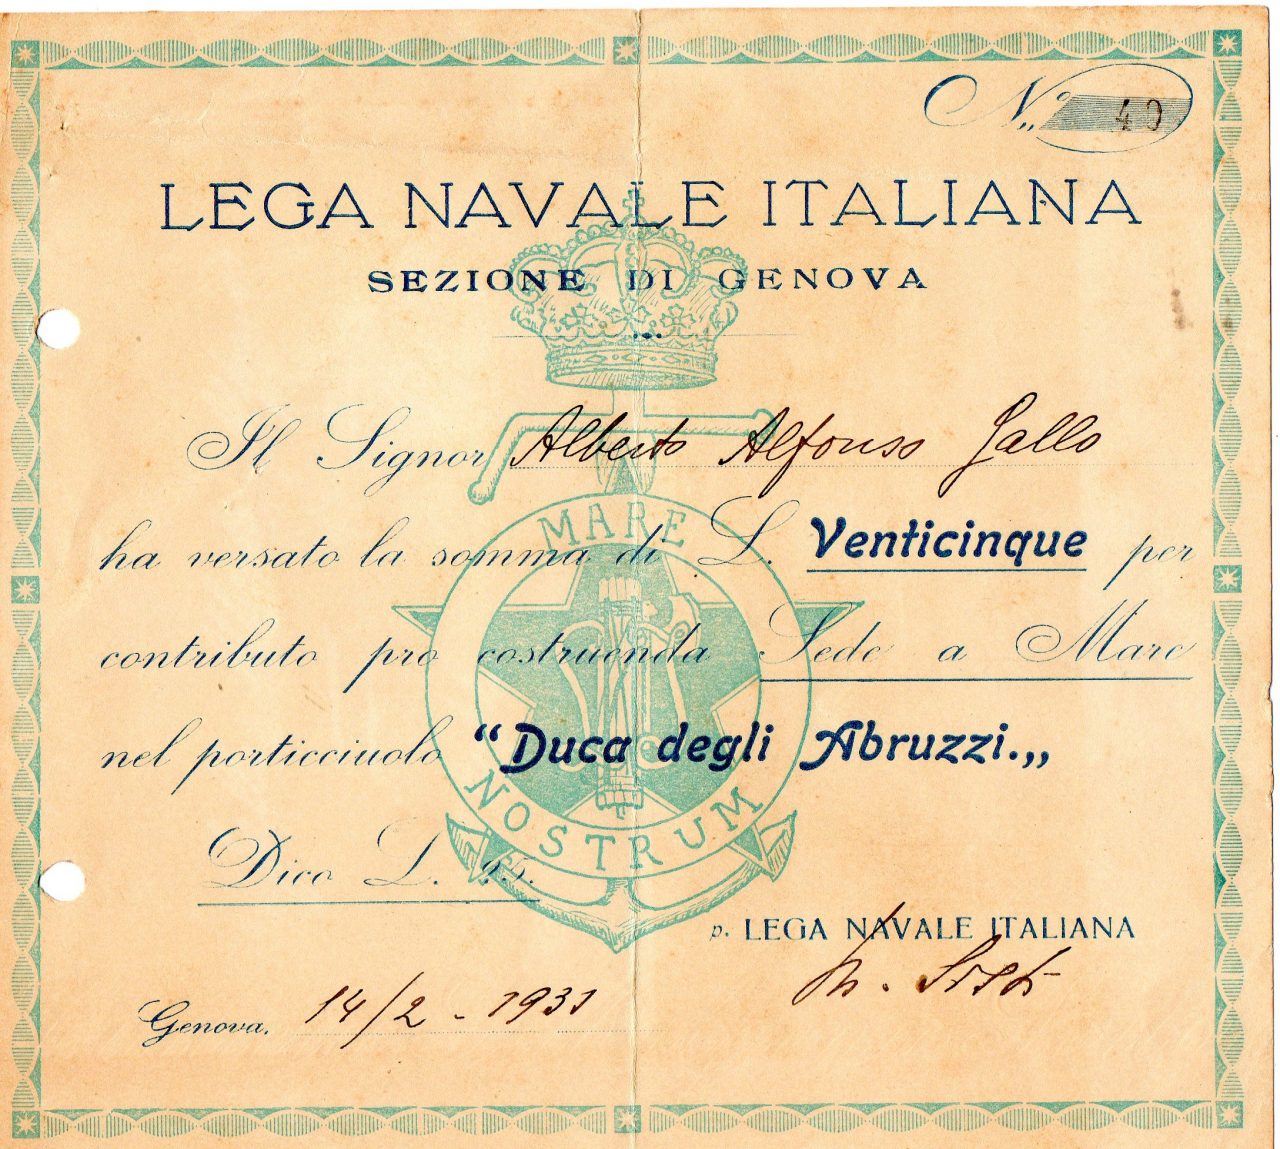 N.º 40
LEGA NAVALE ITALIANA
SEZIONE DI GENOVA
Il Signor Alberto Alfonso Gallo
MARE
ha versato la somma di L. Venticinque per
contributo pro costruenda Sede a Mare
nel porticciuolo “Duca degli Abruzzi.„
NOSTRUM
Dico L. 25.
p. LEGA NAVALE ITALIANA
Genova, 14/2 - 1931